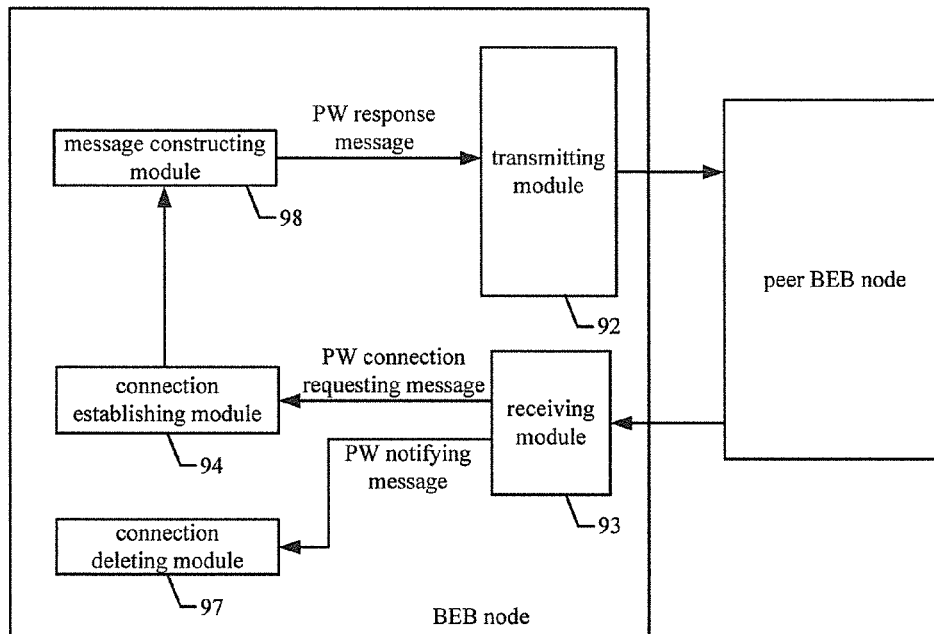 PW response
message
message constructing
module
98
transmitting
module
92
peer BEB node
PW connection
requesting message
connection
establishing module
94
receiving
module
93
PW notifying
message
connection
deleting module
97
BEB node